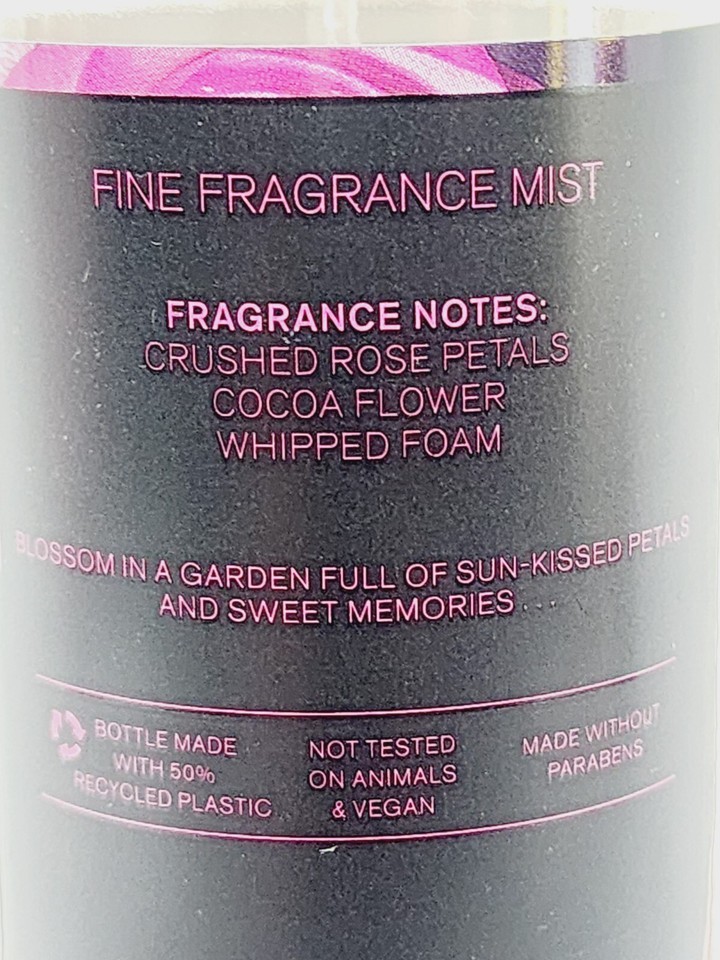 FINE FRAGRANCE MIST
FRAGRANCE NOTES:
CRUSHED ROSE PETALS
COCOA FLOWER
WHIPPED FOAM
BLOSSOM IN A GARDEN FULL OF SUN-KISSED PETALS
AND SWEET MEMORIES...
BOTTLE MADE
WITH 50%
RECYCLED PLASTIC
NOT TESTED
ON ANIMALS
& VEGAN
MADE WITHOUT
PARABENS